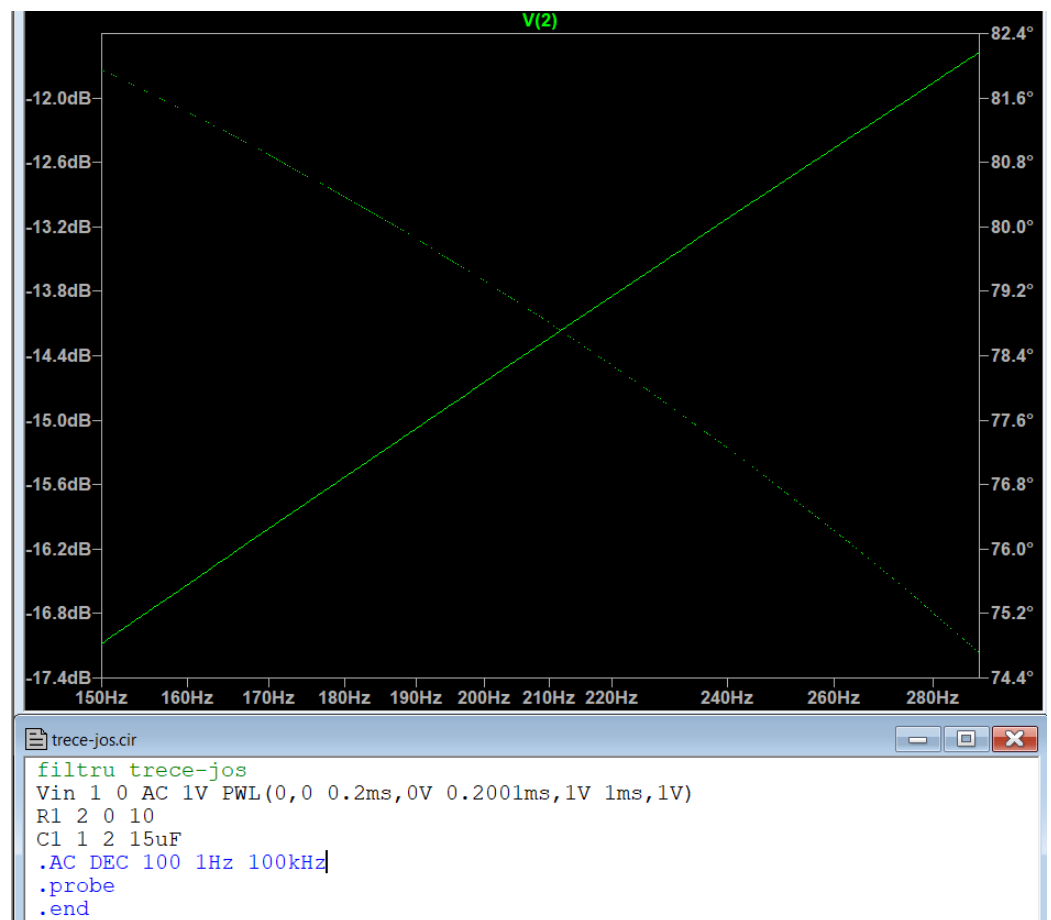 V(2)
82.4°
-12.0dB 81.6°
-12.6dB 80.8°
-13.2dB 80.0°
-13.8dB 79.2°
-14.4dB 78.4°
-15.0dB 77.6°
-15.6dB 76.8°
-16.2dB 76.0°
-16.8dB 75.2°
-17.4dB 74.4°
150Hz 160Hz 170Hz 180Hz 190Hz 200Hz 210Hz 220Hz 240Hz 260Hz 280Hz
trece-jos.cir
filtru trece-jos
Vin 1 0 AC 1V PWL(0,0 0.2ms,0V 0.2001ms,1V 1ms,1V)
R1 2 0 10
C1 1 2 15uF
.AC DEC 100 1Hz 100kHz
.probe
.end